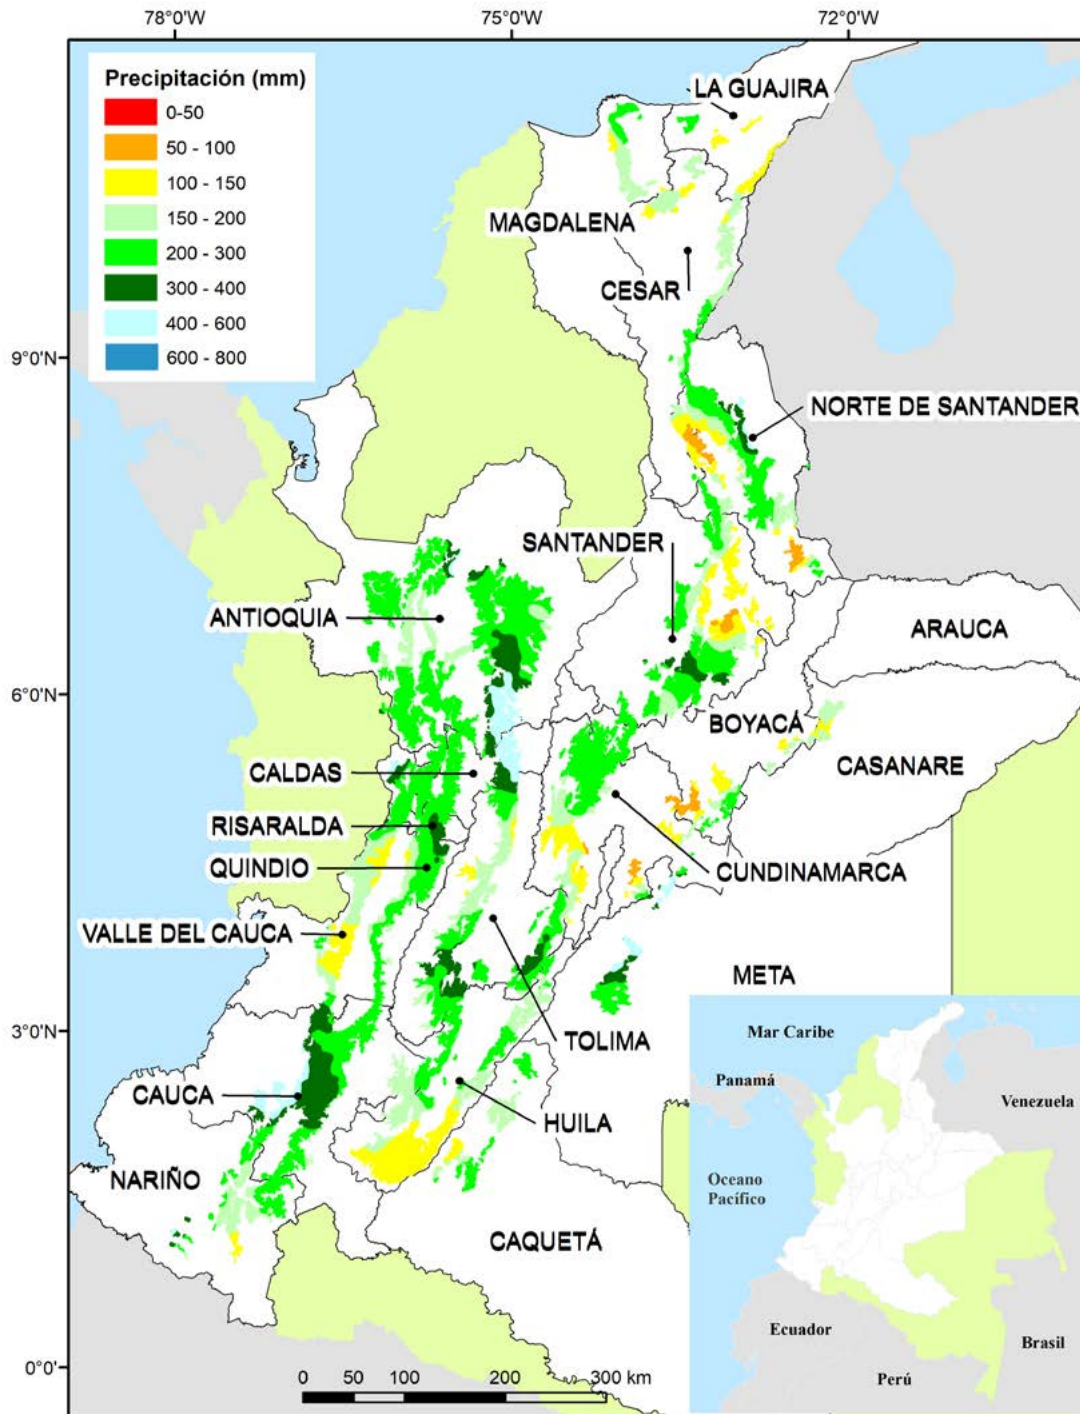 78°0'W
75°0'W
72°0'W
Precipitación (mm)
0-50
50 - 100
100 - 150
150 - 200
200 - 300
300 - 400
400 - 600
600 - 800
LA GUAJIRA
MAGDALENA
CESAR
9°0'N
NORTE DE SANTANDER
SANTANDER
ANTIOQUIA
ARAUCA
6°0'N
BOYACÁ
CASANARE
CALDAS
RISARALDA
QUINDIO
CUNDINAMARCA
VALLE DEL CAUCA
META
3°0'N
TOLIMA
CAUCA
HUILA
NARIÑO
CAQUETÁ
0°0'
0 50 100 200 300 km
Mar Caribe
Panamá
Venezuela
Oceano
Pacífico
Ecuador
Brasil
Perú